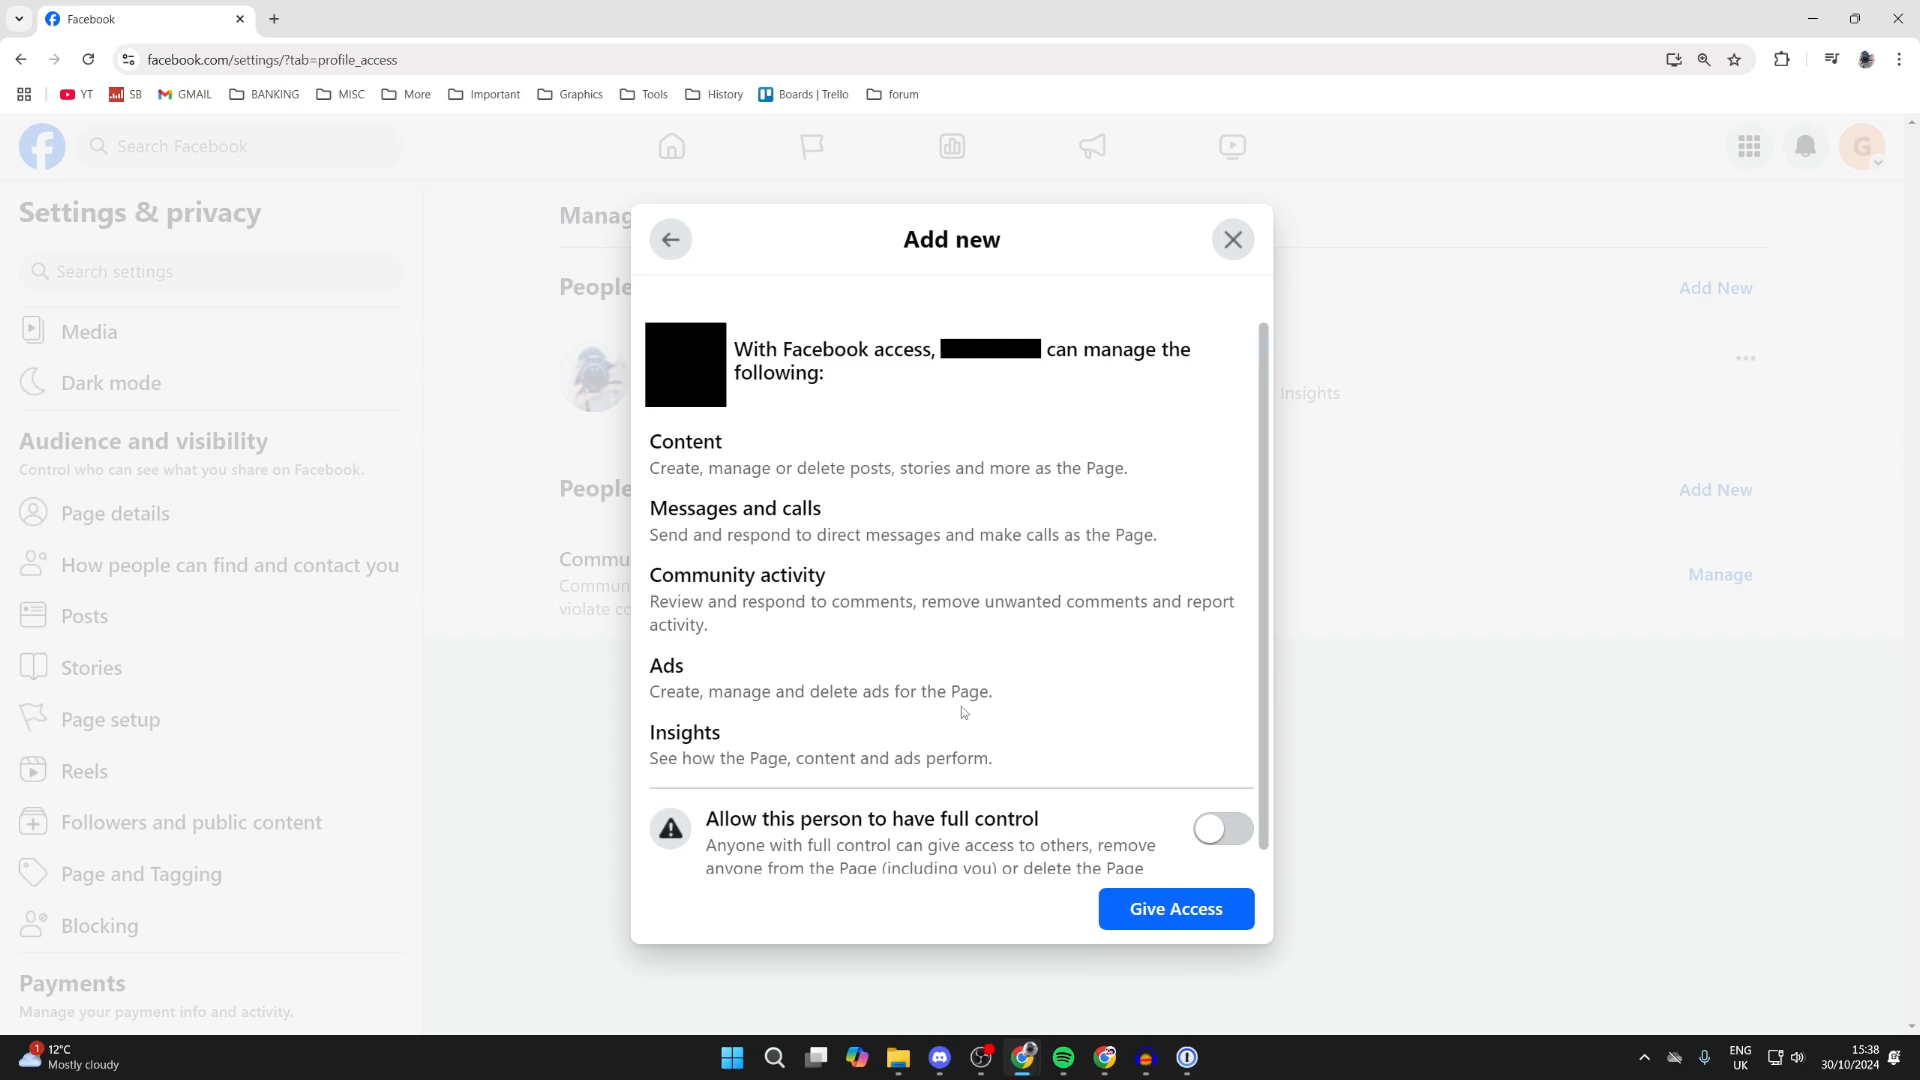 Facebook
facebook.com/settings/?tab=profile_access
YT
SB
GMAIL
BANKING
MISC
More
Important
Graphics
Tools
History
Boards | Trello
forum
Search Facebook
G
Settings & privacy
Search settings
Media
Dark mode
Audience and visibility
Control who can see what you share on Facebook.
Page details
How people can find and contact you
Posts
Stories
Page setup
Reels
Followers and public content
Page and Tagging
Blocking
Payments
Manage your payment info and activity.
Manag
People
Add New
Insights
People
Add New
Commu
Commun
violate co
Manage
Add new
With Facebook access, can manage the
following:
Content
Create, manage or delete posts, stories and more as the Page.
Messages and calls
Send and respond to direct messages and make calls as the Page.
Community activity
Review and respond to comments, remove unwanted comments and report
activity.
Ads
Create, manage and delete ads for the Page.
Insights
See how the Page, content and ads perform.
Allow this person to have full control
Anyone with full control can give access to others, remove
anyone from the Page (including you) or delete the Page
Give Access
1
12°C
Mostly cloudy
ENG
UK
15:38
30/10/2024